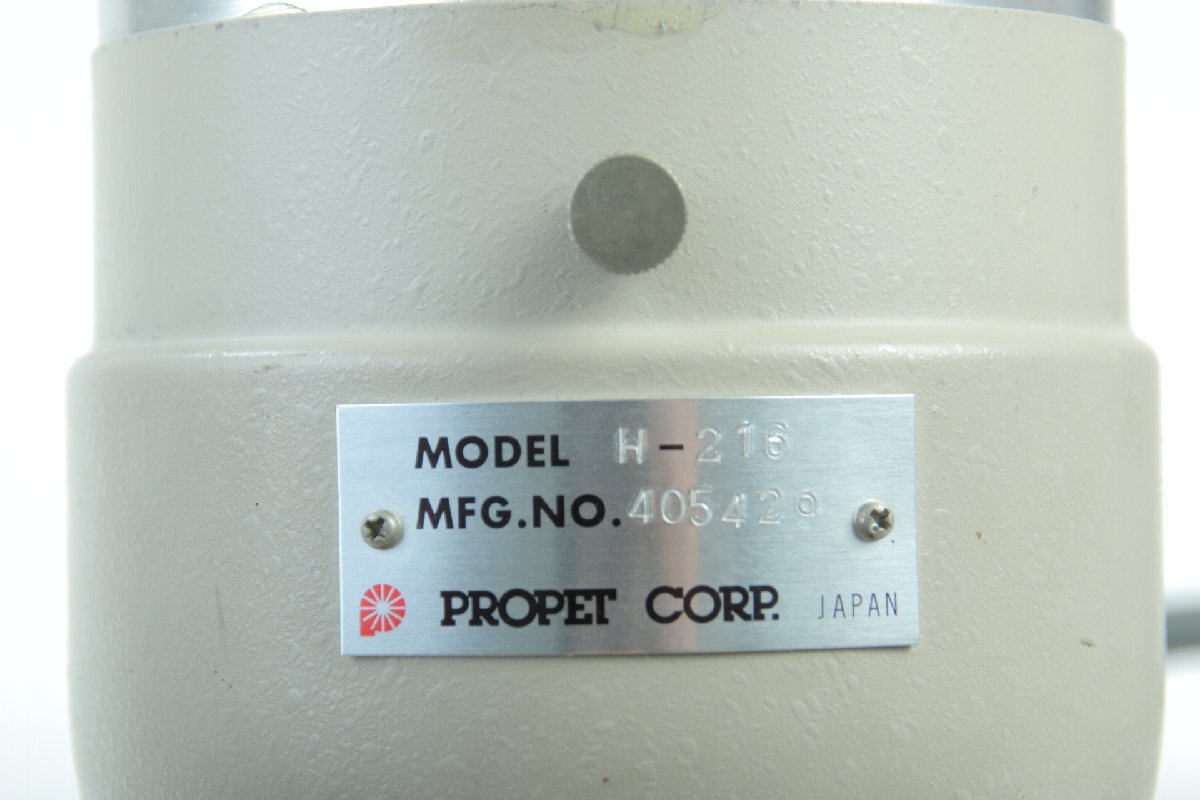 MODEL H-216
MFG.NO. 405429
PROPET CORP. JAPAN